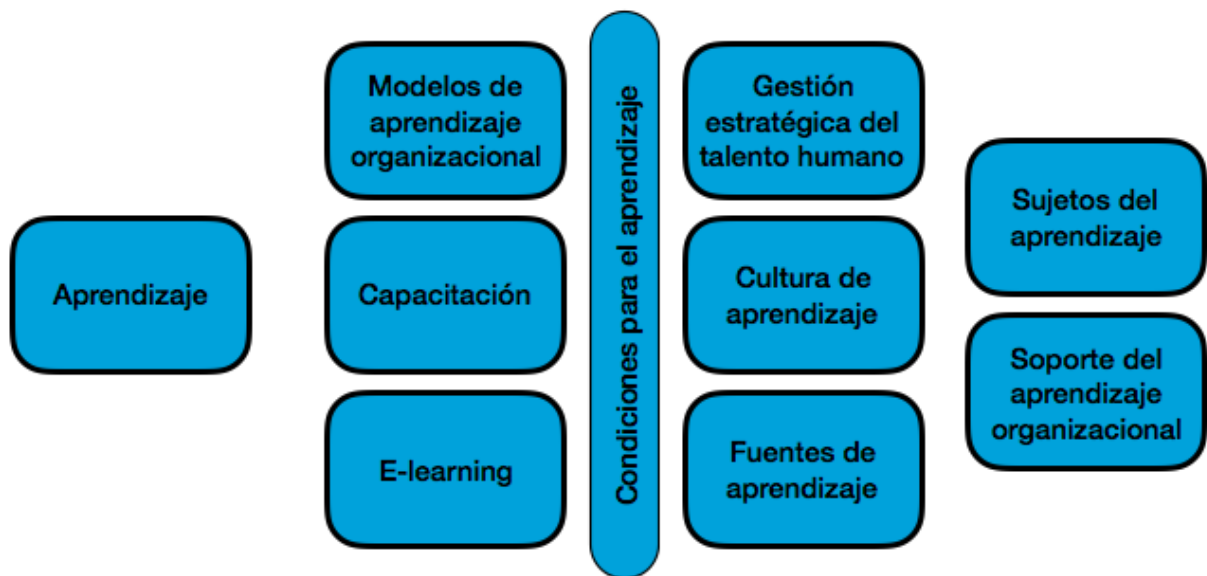 Aprendizaje
Modelos de
aprendizaje
organizacional
Capacitación
E-learning
Condiciones para el aprendizaje
Gestión
estratégica del
talento humano
Cultura de
aprendizaje
Fuentes de
aprendizaje
Sujetos del
aprendizaje
Soporte del
aprendizaje
organizacional